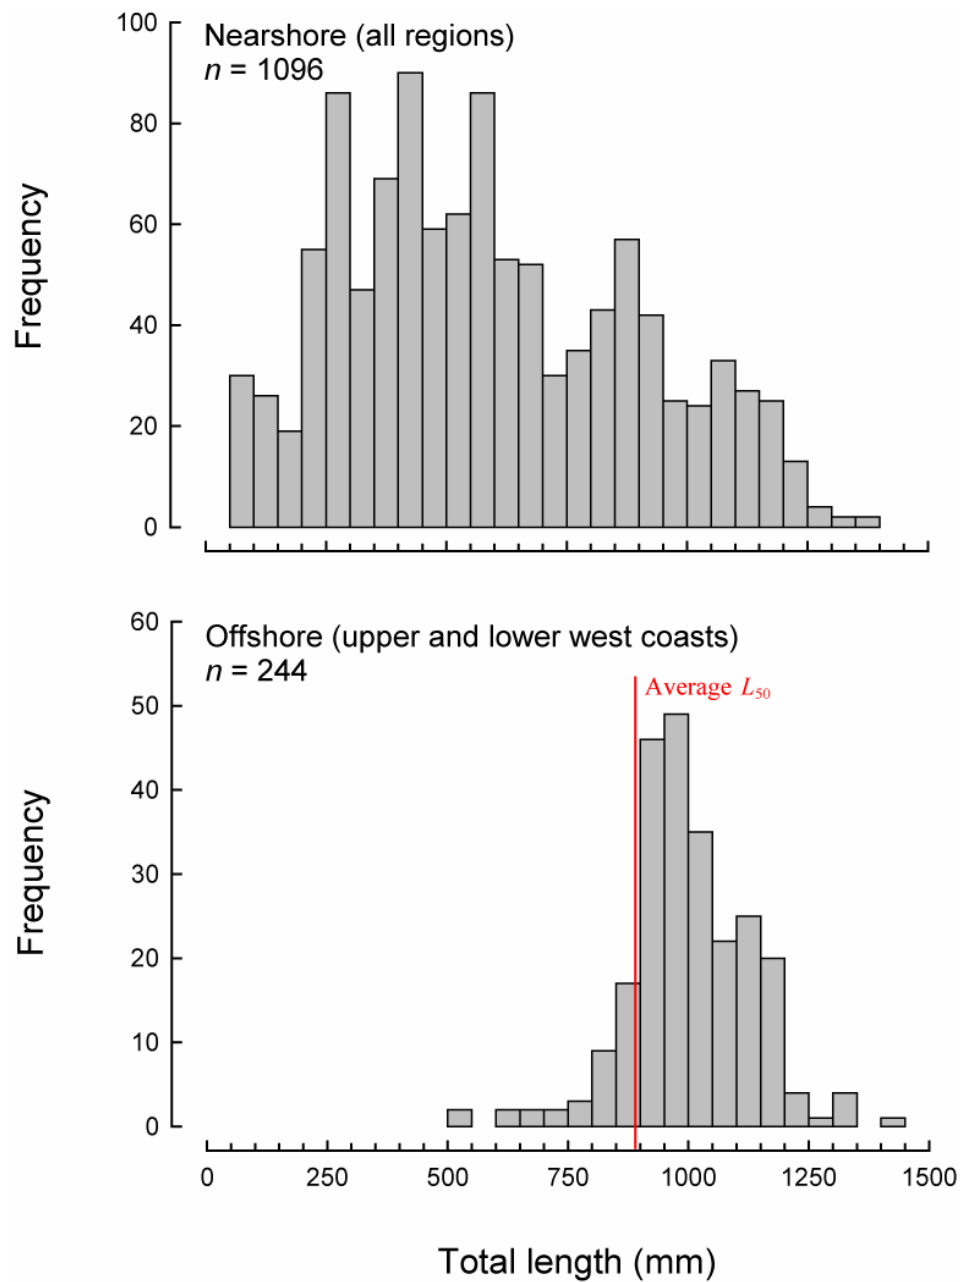 Nearshore (all regions)
n = 1096
100
80
60
40
20
0
Frequency
Offshore (upper and lower west coasts)
n = 244
Average L50
60
50
40
30
20
10
0
Frequency
0 250 500 750 1000 1250 1500
Total length (mm)